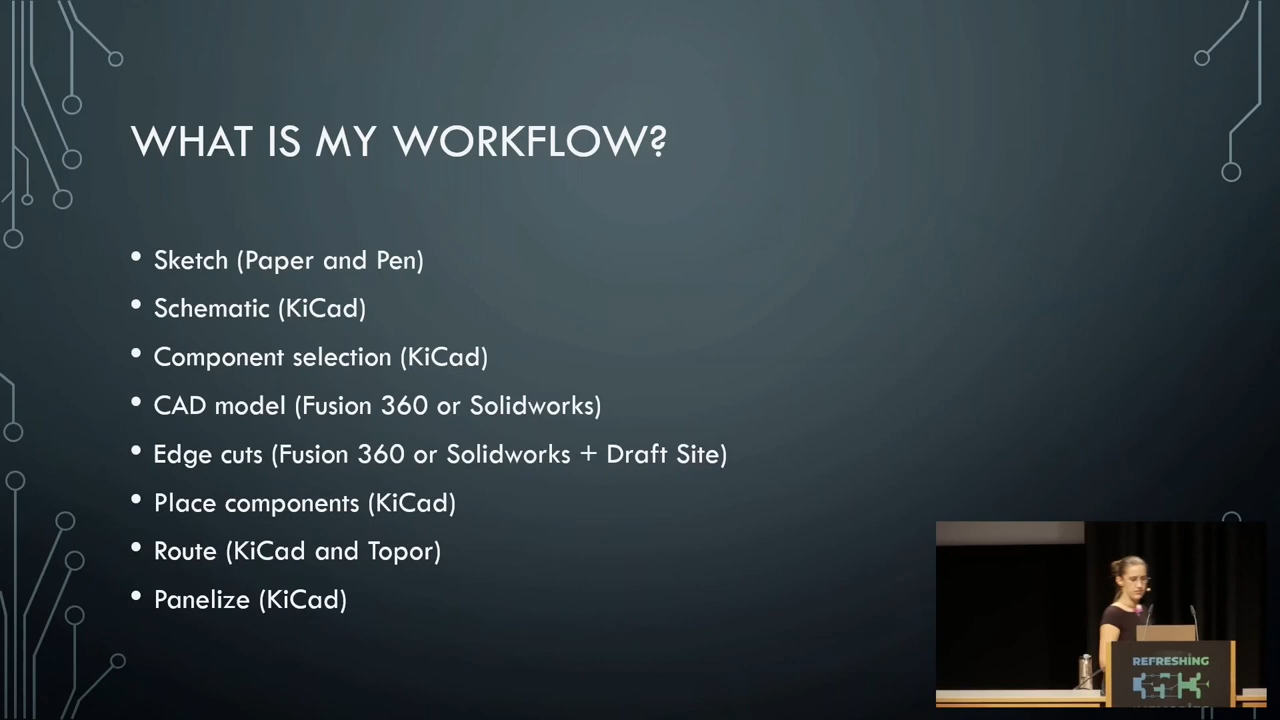 WHAT IS MY WORKFLOW?
• Sketch (Paper and Pen)
• Schematic (KiCad)
• Component selection (KiCad)
• CAD model (Fusion 360 or Solidworks)
• Edge cuts (Fusion 360 or Solidworks + Draft Site)
• Place components (KiCad)
• Route (KiCad and Topor)
• Panelize (KiCad)
REFRESHING